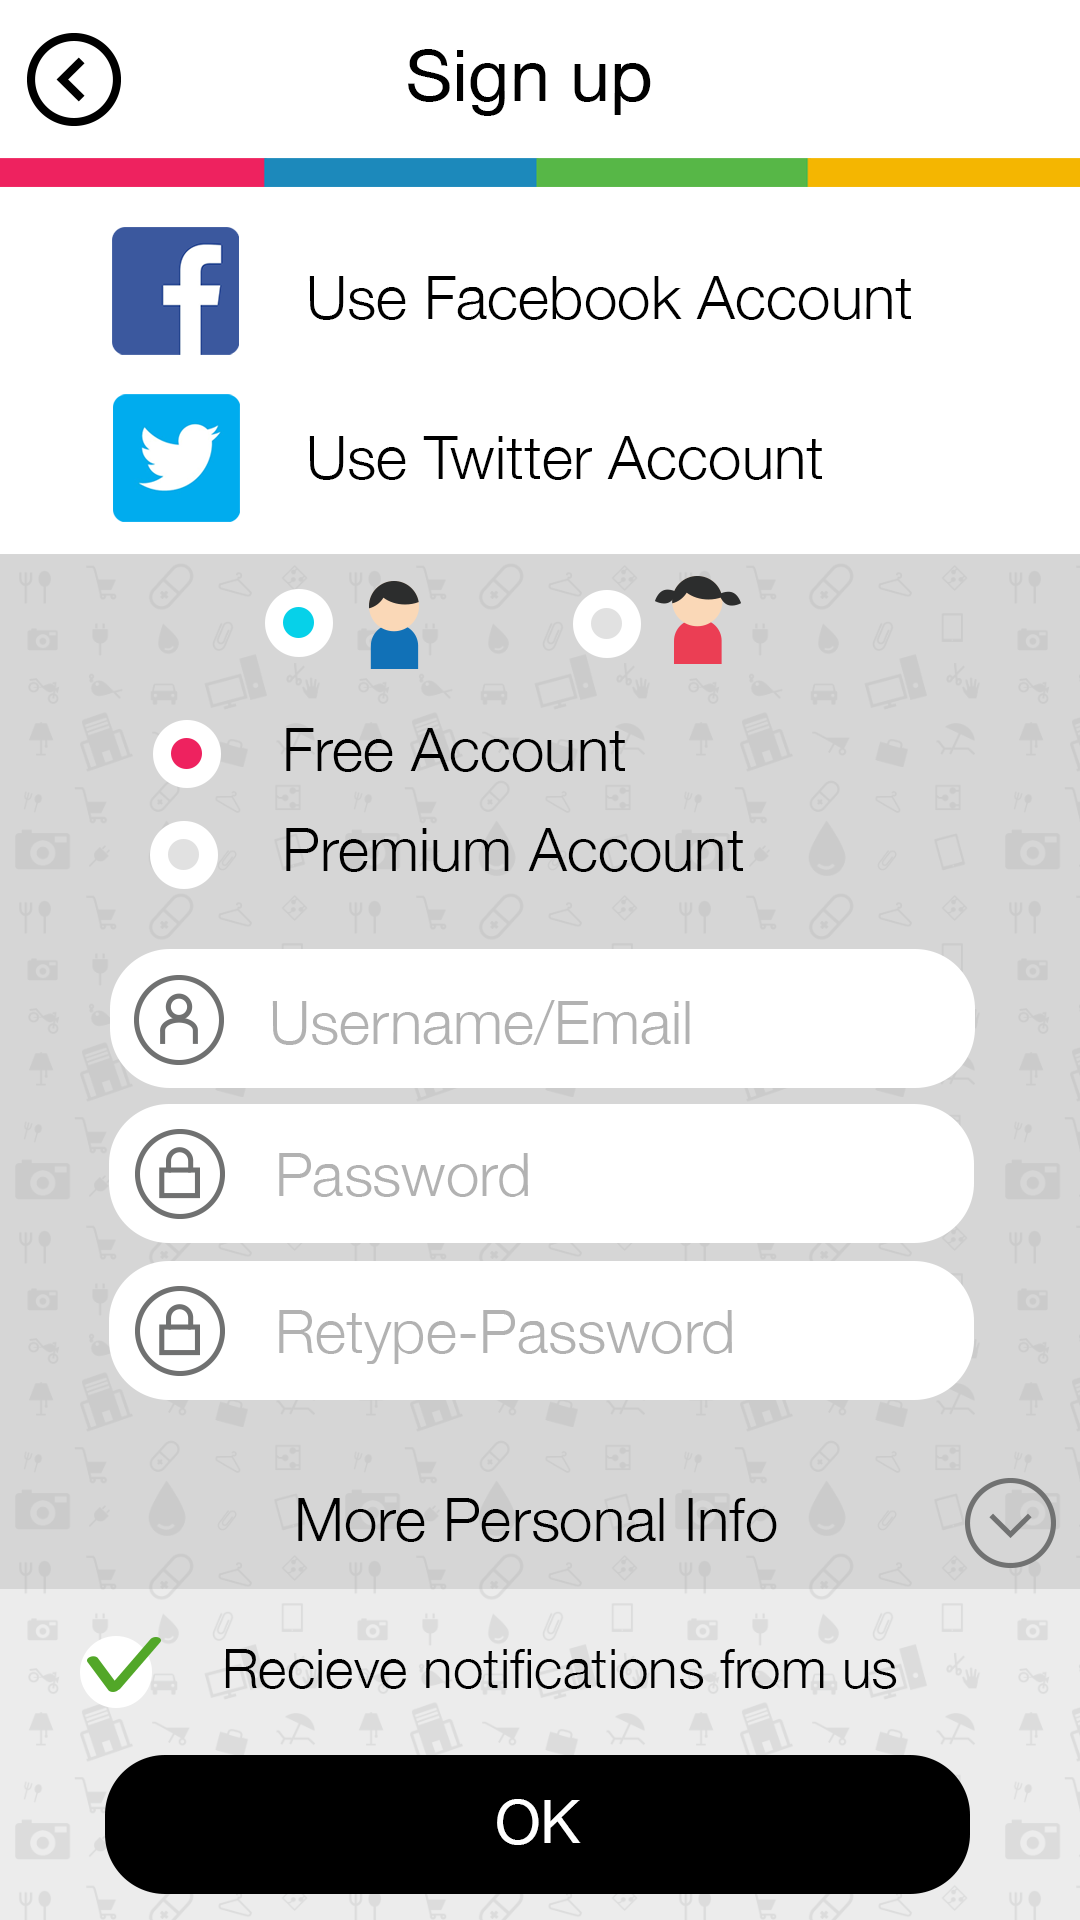 Sign up
Use Facebook Account
Use Twitter Account
Free Account
Premium Account
Username/Email
Password
Retype-Password
More Personal Info
Recieve notifications from us
OK